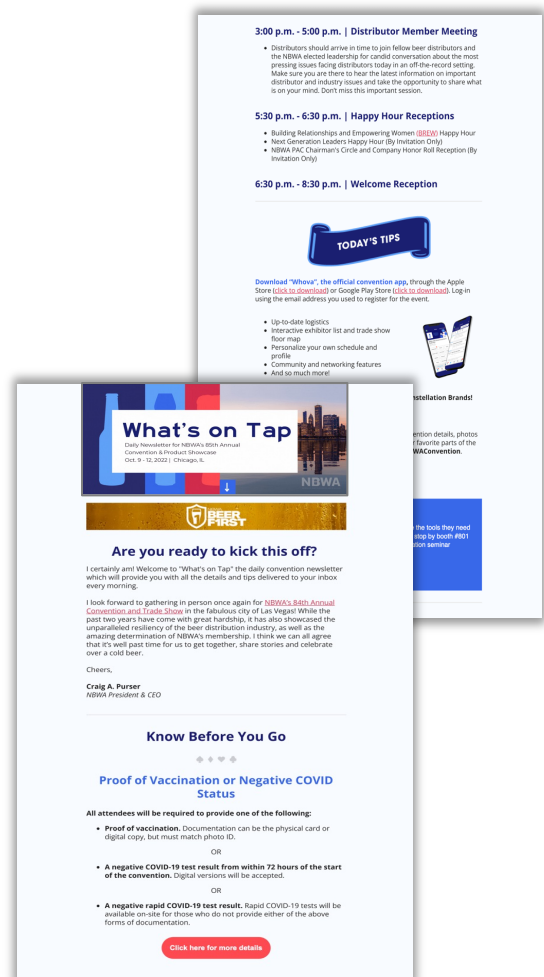 3:00 p.m. - 5:00 p.m. | Distributor Member Meeting
• Distributors should arrive in time to join fellow beer distributors and
the NBWA elected leadership for candid conversation about the most
pressing issues facing distributors today in an off-the-record setting.
Make sure you are there to hear the latest information on important
distributor and industry issues and take the opportunity to share what
is on your mind. Don't miss this important session.
5:30 p.m. - 6:30 p.m. | Happy Hour Receptions
• Building Relationships and Empowering Women (BREW) Happy Hour
• Next Generation Leaders Happy Hour (By Invitation Only)
• NBWA PAC Chairman's Circle and Company Honor Roll Reception (By
Invitation Only)
6:30 p.m. - 8:30 p.m. | Welcome Reception
TODAY'S TIPS
Download "Whova", the official convention app, through the Apple
Store (click to download) or Google Play Store (click to download). Log-in
using the email address you used to register for the event.
• Up-to-date logistics
• Interactive exhibitor list and trade show
floor map
• Personalize your own schedule and
profile
• Community and networking features
• And so much more!
nstellation Brands!
ention details, photos
r favorite parts of the
WAConvention.
the tools they need
stop by booth #801
tion seminar
What's on Tap
Daily Newsletter for NBWA's 85th Annual
Convention & Product Showcase
Oct. 9 - 12, 2022 | Chicago, IL
NBWA
BEER
FIRST
Are you ready to kick this off?
I certainly am! Welcome to "What's on Tap" the daily convention newsletter
which will provide you with all the details and tips delivered to your inbox
every morning.
I look forward to gathering in person once again for NBWA's 84th Annual
Convention and Trade Show in the fabulous city of Las Vegas! While the
past two years have come with great hardship, it has also showcased the
unparalleled resiliency of the beer distribution industry, as well as the
amazing determination of NBWA's membership. I think we can all agree
that it's well past time for us to get together, share stories and celebrate
over a cold beer.
Cheers,
Craig A. Purser
NBWA President & CEO
Know Before You Go
Proof of Vaccination or Negative COVID
Status
All attendees will be required to provide one of the following:
• Proof of vaccination. Documentation can be the physical card or
digital copy, but must match photo ID.
OR
• A negative COVID-19 test result from within 72 hours of the start
of the convention. Digital versions will be accepted.
OR
• A negative rapid COVID-19 test result. Rapid COVID-19 tests will be
available on-site for those who do not provide either of the above
forms of documentation.
Click here for more details